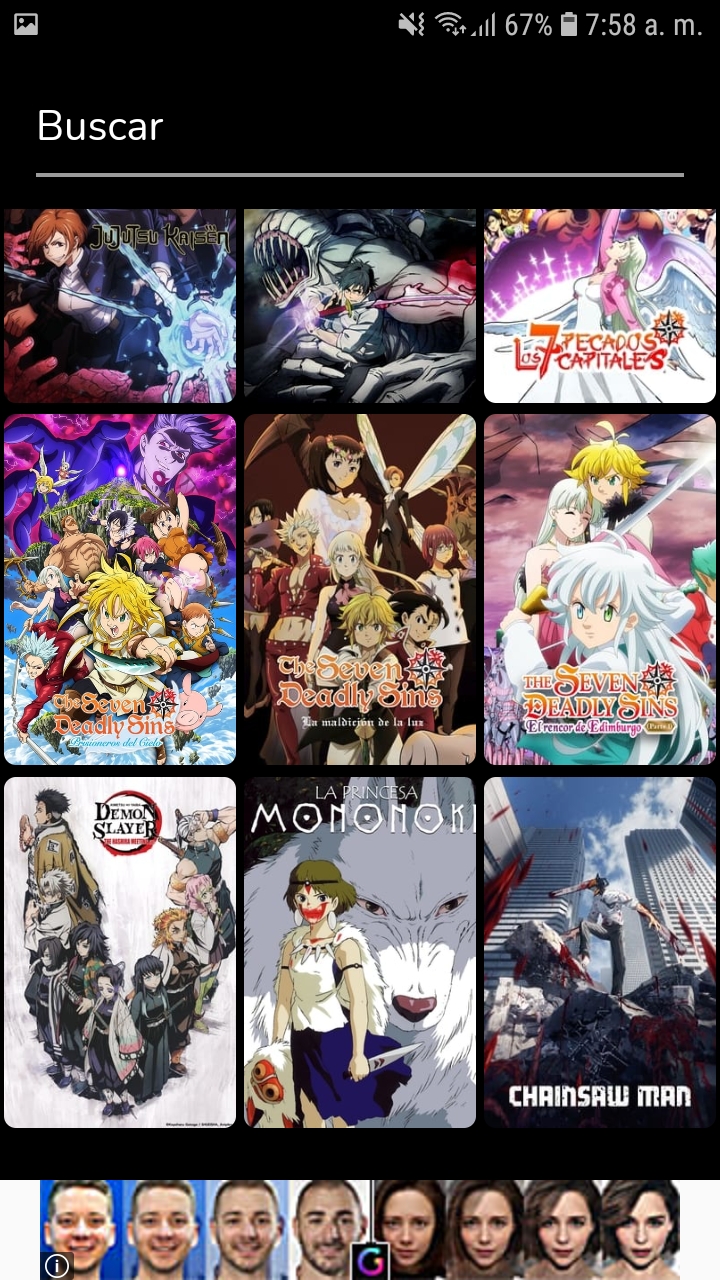 67% 7:58 a. m.
Buscar
JUJUTSU KAISEN
LOS 7 PECADOS
CAPITALES
The Seven
Deadly Sins
Prisioneros del Cielo
The Seven
Deadly Sins
La maldición de la luz
THE SEVEN
DEADLY SINS
El rencor de Edimburgo Parte 1
DEMON
SLAYER
LA PRINCESA
MONONOK
CHAINSAW MAN